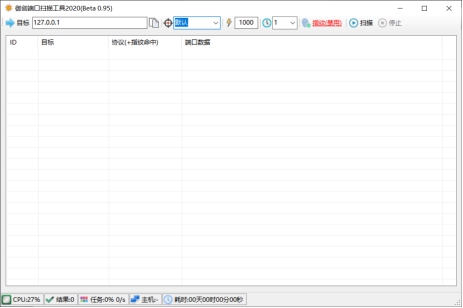 御剑端口扫描工具2020(Beta 0.95)
目标 127.0.0.1 默认 1000 1 指纹(禁用) 扫描 停止
ID 目标 协议(+指纹命中) 端口数据
CPU:27% 结果:0 任务:0% 0/s 主机:- 耗时:00天00时00分00秒